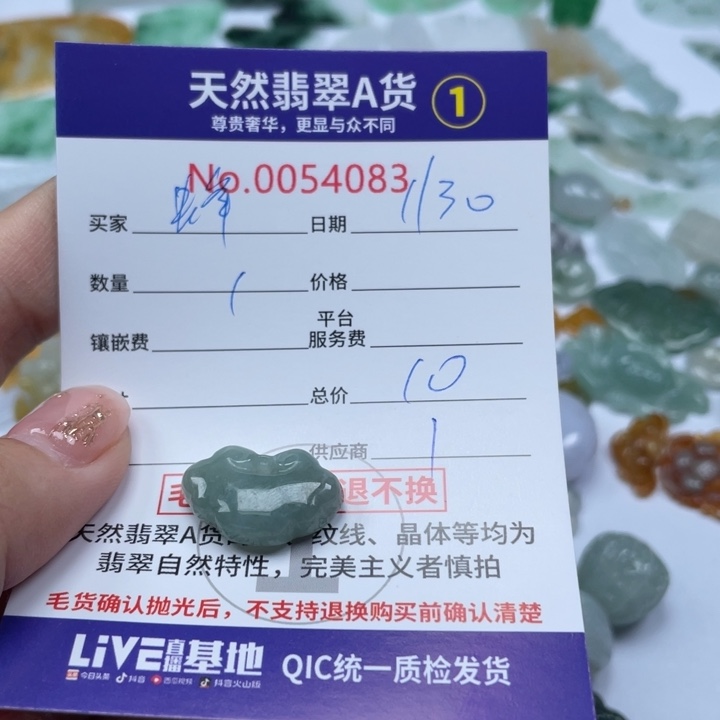 天然翡翠A货 1
尊贵奢华，更显与众不同
No.0054083
买家 日期 1/30
数量 1 价格
镶嵌费 平台服务费
总价 10
供应商 1
毛 退不换
天然翡翠A货 纹线、晶体等均为
翡翠自然特性，完美主义者慎拍
毛货确认抛光后，不支持退换购买前确认清楚
LiVE直播基地 QIC统一质检发货
今日头条 抖音 西瓜视频 抖音火山版